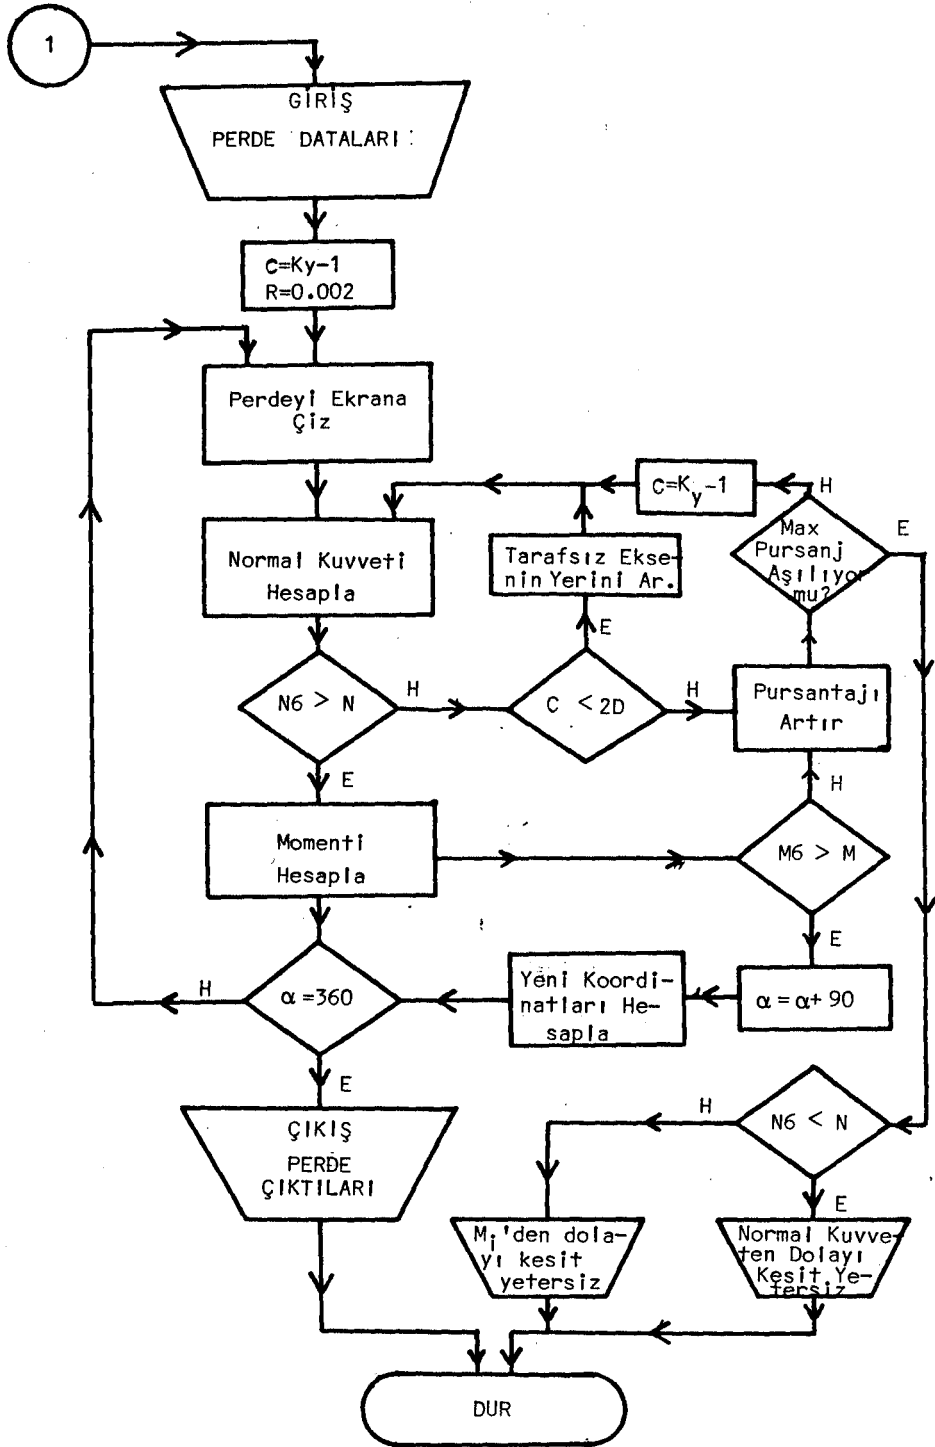 1
GİRİŞ
PERDE DATALARI
c=Ky-1
R=0.002
Perdeyi Ekrana
Çiz
C=Ky-1
H
Max
Pursanj
Aşılıyor
mu?
E
Normal Kuvveti
Hesapla
Tarafsız Ekse-
nin Yerini Ar.
E
N6 > N
H
C < 2D
H
Pursantajı
Artır
E
H
Momenti
Hesapla
M6 > M
E
H
α =360
Yeni Koordi-
natları He-
sapla
α = α+ 90
E
ÇIKIŞ
PERDE
ÇIKTILARI
H
N6 < N
E
Mi'den dola-
yı kesit
yetersiz
Normal Kuvve-
ten Dolayı
Kesit Ye-
tersiz
DUR